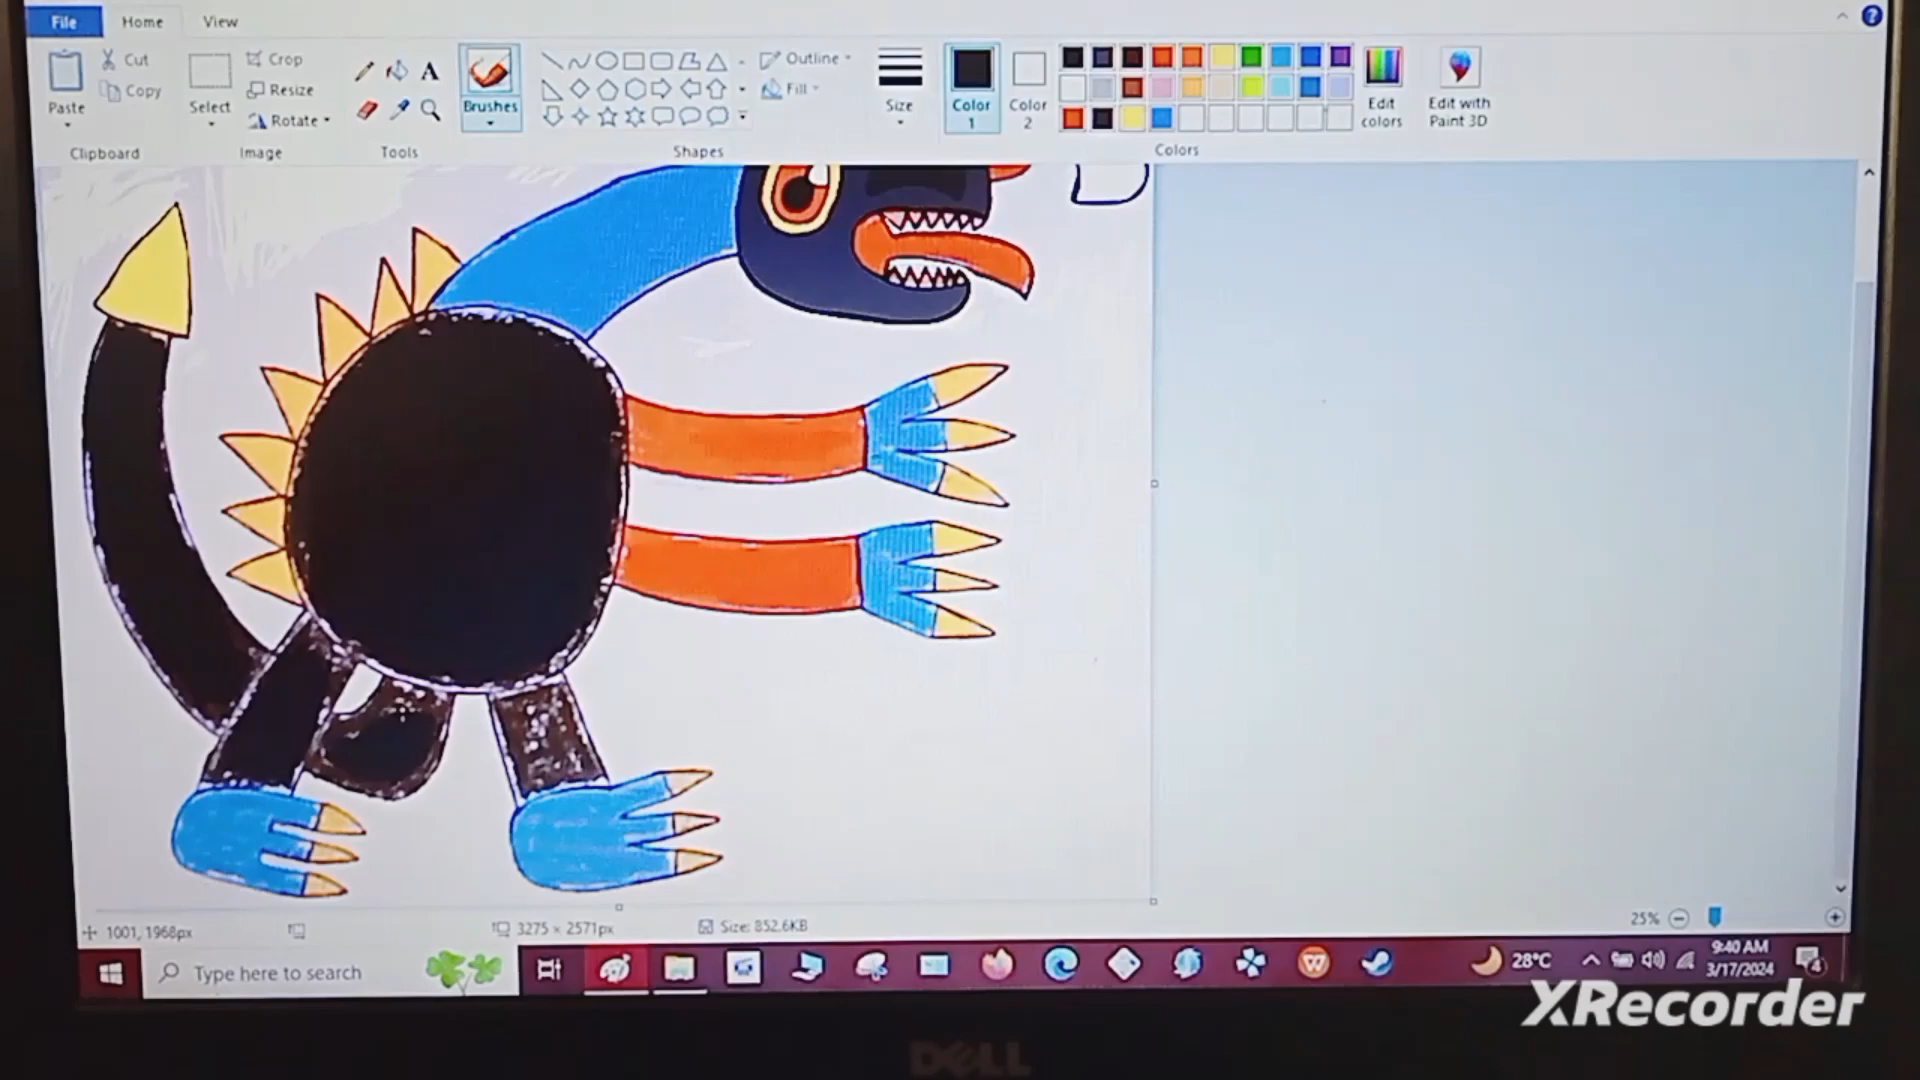 File Home View
Cut
Copy
Paste
Clipboard
Select
Crop
Resize
Rotate
Image
A
Tools
Brushes
Outline
Fill
Shapes
Size
Color 1
Color 2
Edit colors
Edit with Paint 3D
Colors
1001, 1968px
3275 × 2571px
Size: 852.6KB
25%
Type here to search
28°C
9:40 AM
3/17/2024
4
XRecorder
DELL